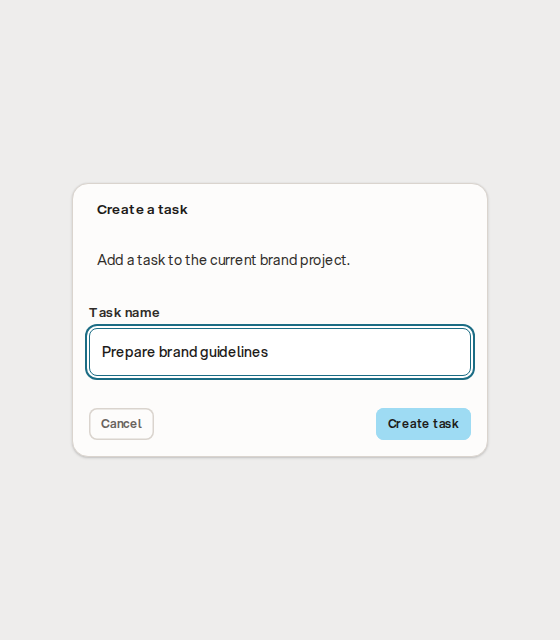 Create a task
Add a task to the current brand project.
Task name
Prepare brand guidelines
Cancel
Create task